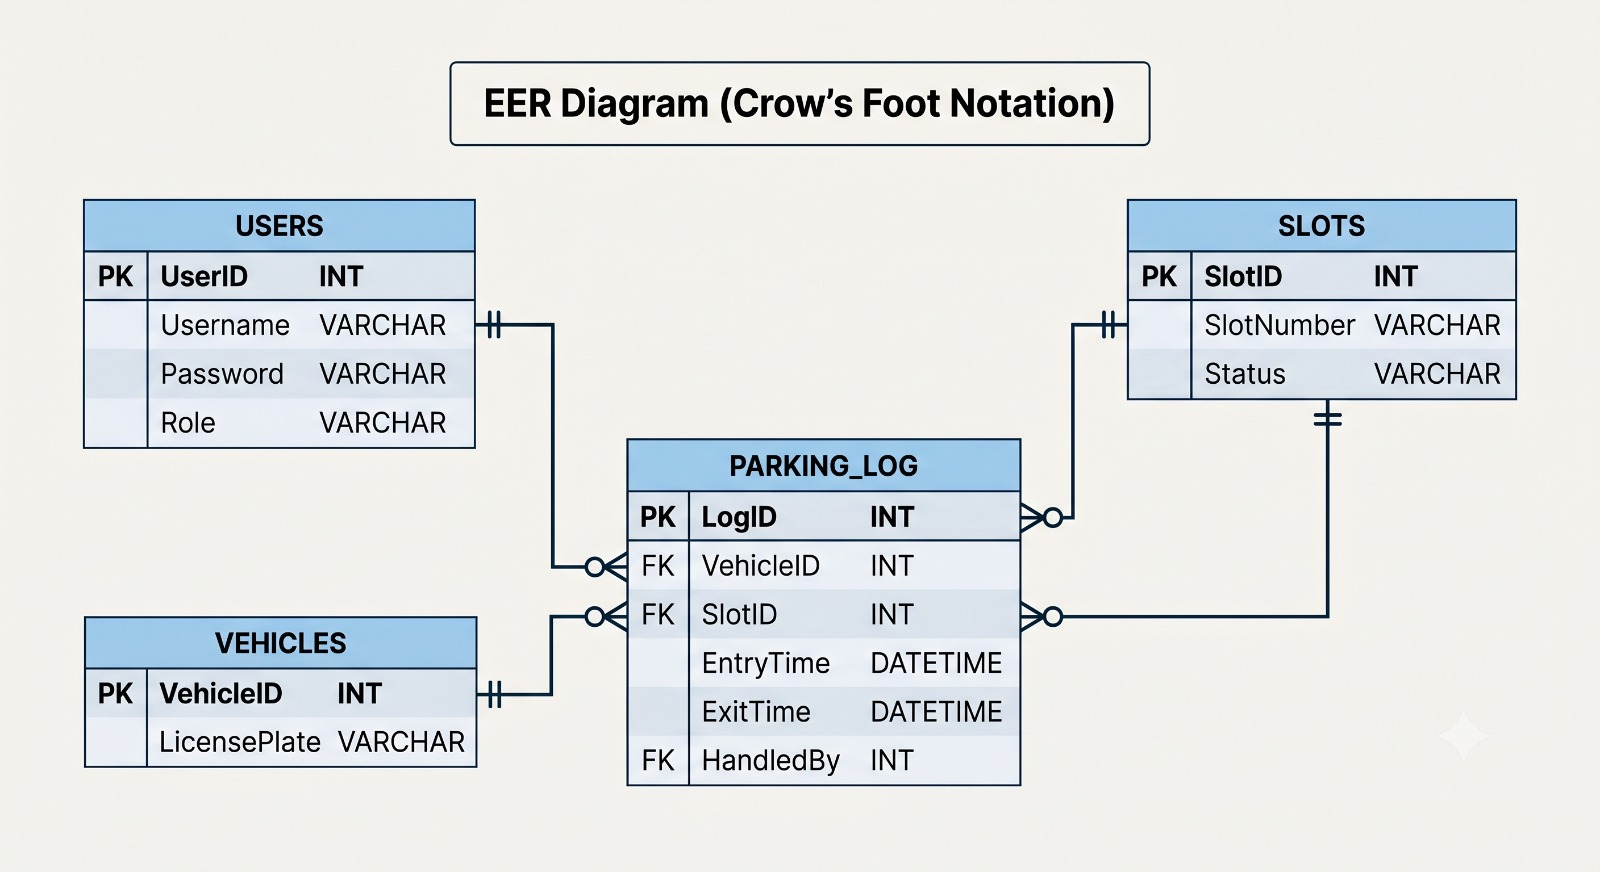 EER Diagram (Crow's Foot Notation)
USERS
PK UserID INT
Username VARCHAR
Password VARCHAR
Role VARCHAR
SLOTS
PK SlotID INT
SlotNumber VARCHAR
Status VARCHAR
PARKING_LOG
PK LogID INT
FK VehicleID INT
FK SlotID INT
EntryTime DATETIME
ExitTime DATETIME
FK HandledBy INT
VEHICLES
PK VehicleID INT
LicensePlate VARCHAR